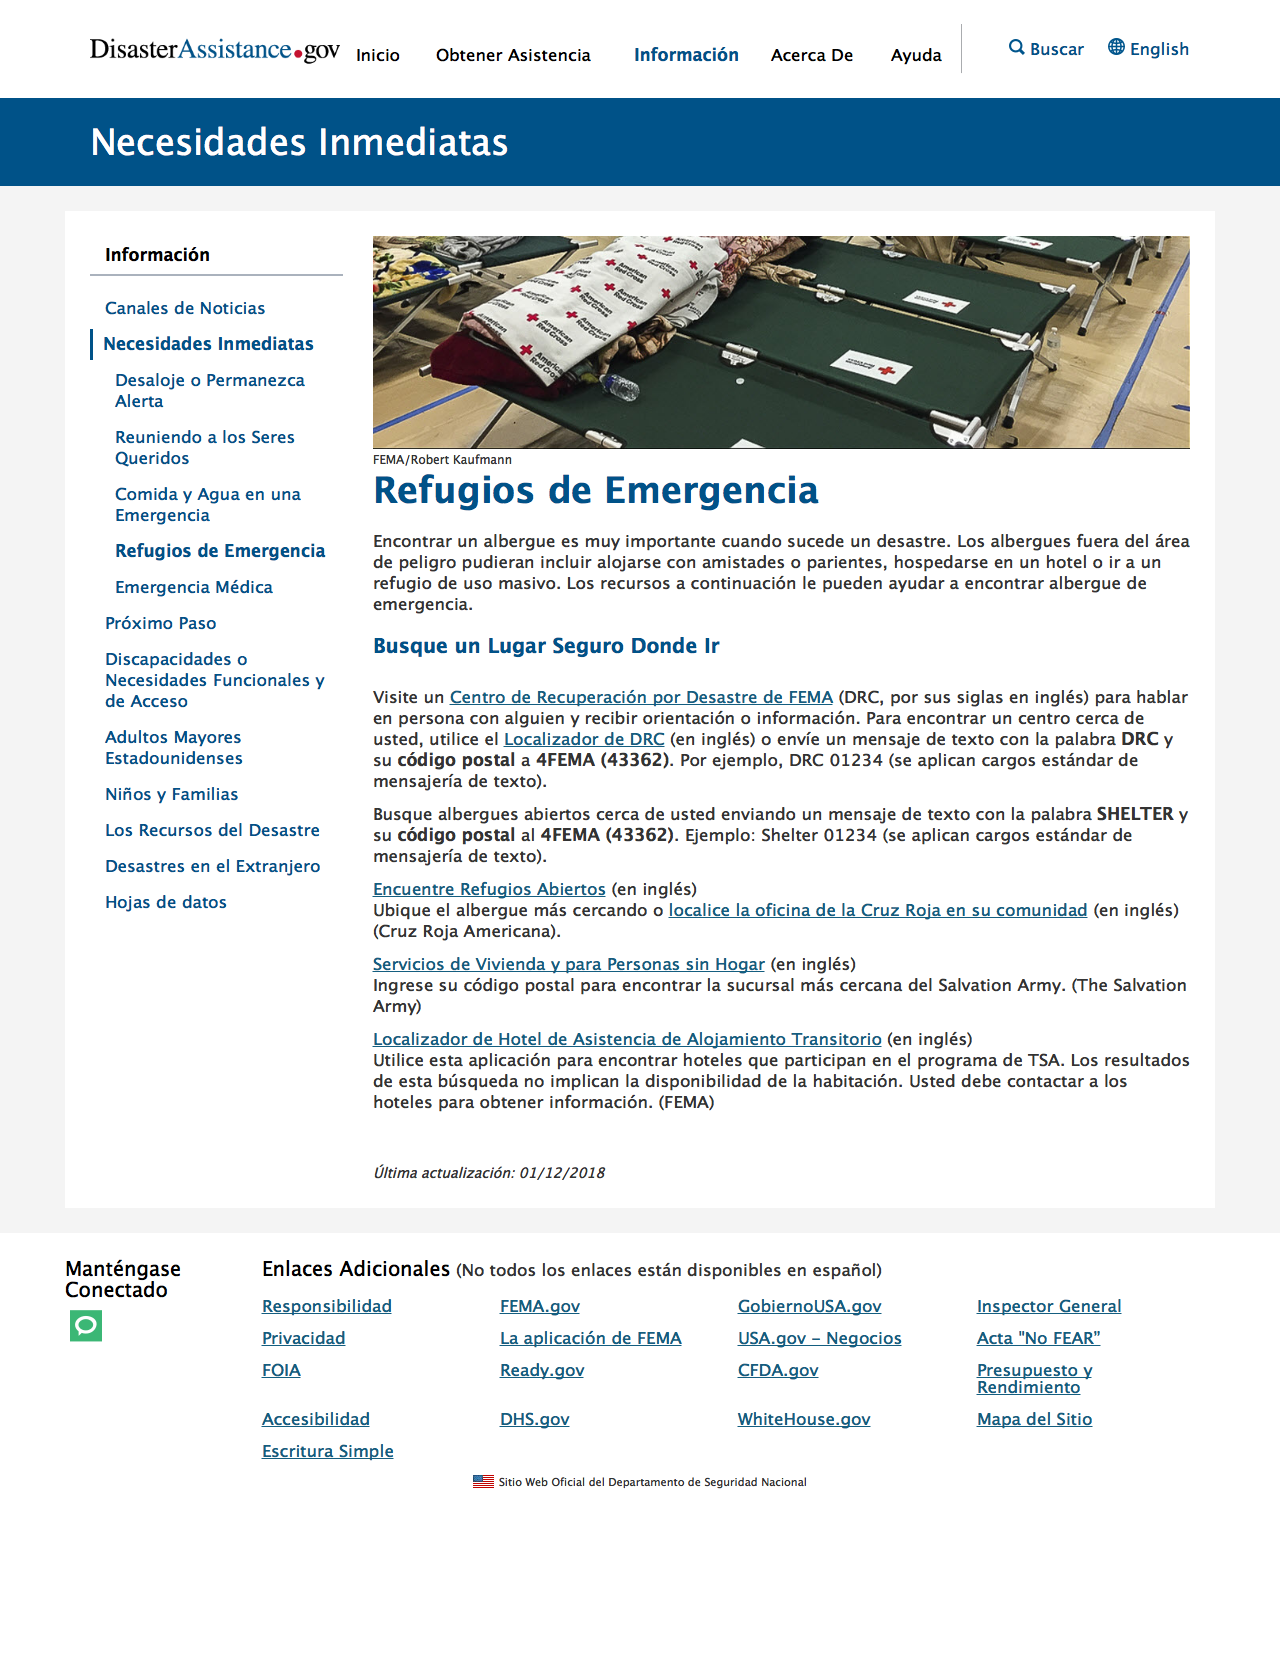 DisasterAssistance.gov
Inicio
Obtener Asistencia
Información
Acerca De
Ayuda
Buscar
English
Necesidades Inmediatas
Información
Canales de Noticias
Necesidades Inmediatas
Desaloje o Permanezca
Alerta
Reuniendo a los Seres
Queridos
Comida y Agua en una
Emergencia
Refugios de Emergencia
Emergencia Médica
Próximo Paso
Discapacidades o
Necesidades Funcionales y
de Acceso
Adultos Mayores
Estadounidenses
Niños y Familias
Los Recursos del Desastre
Desastres en el Extranjero
Hojas de datos
American
Red Cross
FEMA/Robert Kaufmann
Refugios de Emergencia
Encontrar un albergue es muy importante cuando sucede un desastre. Los albergues fuera del área
de peligro pudieran incluir alojarse con amistades o parientes, hospedarse en un hotel o ir a un
refugio de uso masivo. Los recursos a continuación le pueden ayudar a encontrar albergue de
emergencia.
Busque un Lugar Seguro Donde Ir
Visite un Centro de Recuperación por Desastre de FEMA (DRC, por sus siglas en inglés) para hablar
en persona con alguien y recibir orientación o información. Para encontrar un centro cerca de
usted, utilice el Localizador de DRC (en inglés) o envíe un mensaje de texto con la palabra DRC y
su código postal a 4FEMA (43362). Por ejemplo, DRC 01234 (se aplican cargos estándar de
mensajería de texto).
Busque albergues abiertos cerca de usted enviando un mensaje de texto con la palabra SHELTER y
su código postal al 4FEMA (43362). Ejemplo: Shelter 01234 (se aplican cargos estándar de
mensajería de texto).
Encuentre Refugios Abiertos (en inglés)
Ubique el albergue más cercando o localice la oficina de la Cruz Roja en su comunidad (en inglés)
(Cruz Roja Americana).
Servicios de Vivienda y para Personas sin Hogar (en inglés)
Ingrese su código postal para encontrar la sucursal más cercana del Salvation Army. (The Salvation
Army)
Localizador de Hotel de Asistencia de Alojamiento Transitorio (en inglés)
Utilice esta aplicación para encontrar hoteles que participan en el programa de TSA. Los resultados
de esta búsqueda no implican la disponibilidad de la habitación. Usted debe contactar a los
hoteles para obtener información. (FEMA)
Última actualización: 01/12/2018
Manténgase
Conectado
Enlaces Adicionales (No todos los enlaces están disponibles en español)
Responsibilidad
FEMA.gov
GobiernoUSA.gov
Inspector General
Privacidad
La aplicación de FEMA
USA.gov - Negocios
Acta "No FEAR”
FOIA
Ready.gov
CFDA.gov
Presupuesto y
Rendimiento
Accesibilidad
DHS.gov
WhiteHouse.gov
Mapa del Sitio
Escritura Simple
Sitio Web Oficial del Departamento de Seguridad Nacional